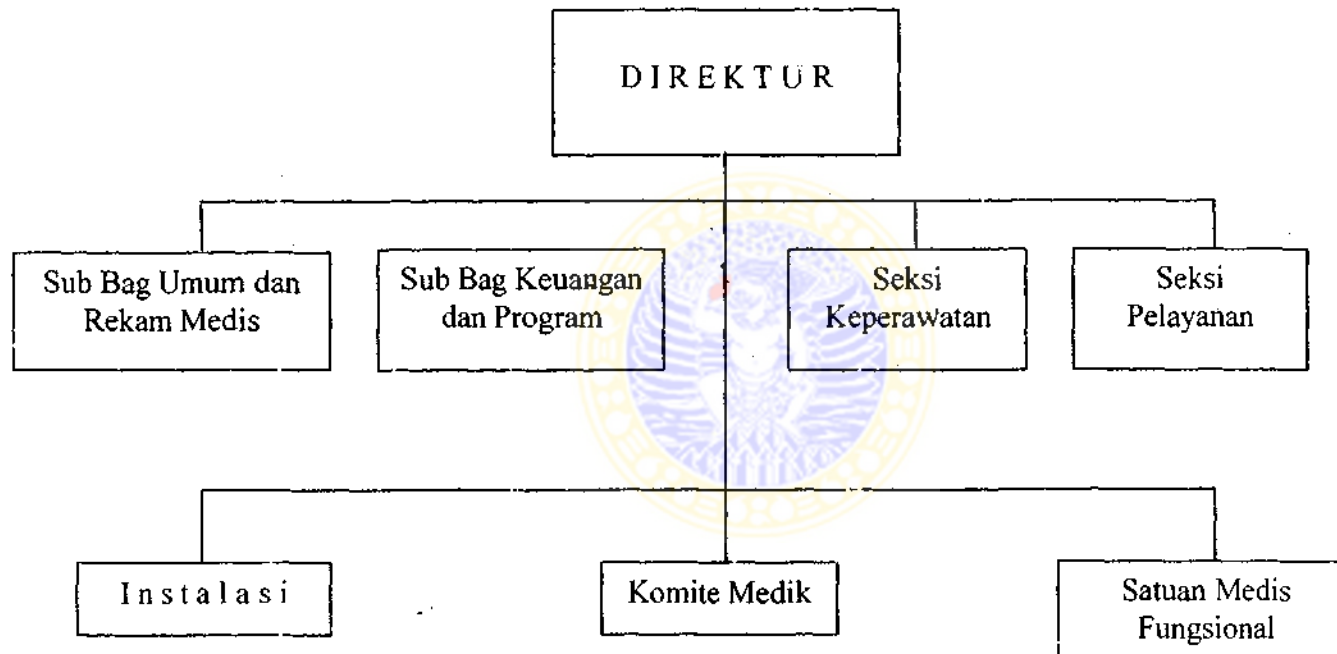 DIREKTUR
Sub Bag Umum dan
Rekam Medis
Sub Bag Keuangan
dan Program
Seksi
Keperawatan
Seksi
Pelayanan
Instalasi
Komite Medik
Satuan Medis
Fungsional